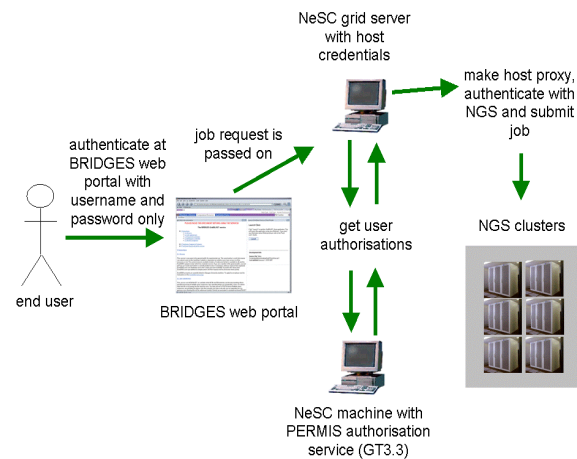 NeSC grid server
with host
credentials
make host proxy,
authenticate with
NGS and submit
job
authenticate at
BRIDGES web
portal with
username and
password only
job request is
passed on
get user
authorisations
NGS clusters
end user
BRIDGES web portal
NeSC machine with
PERMIS authorisation
service (GT3.3)